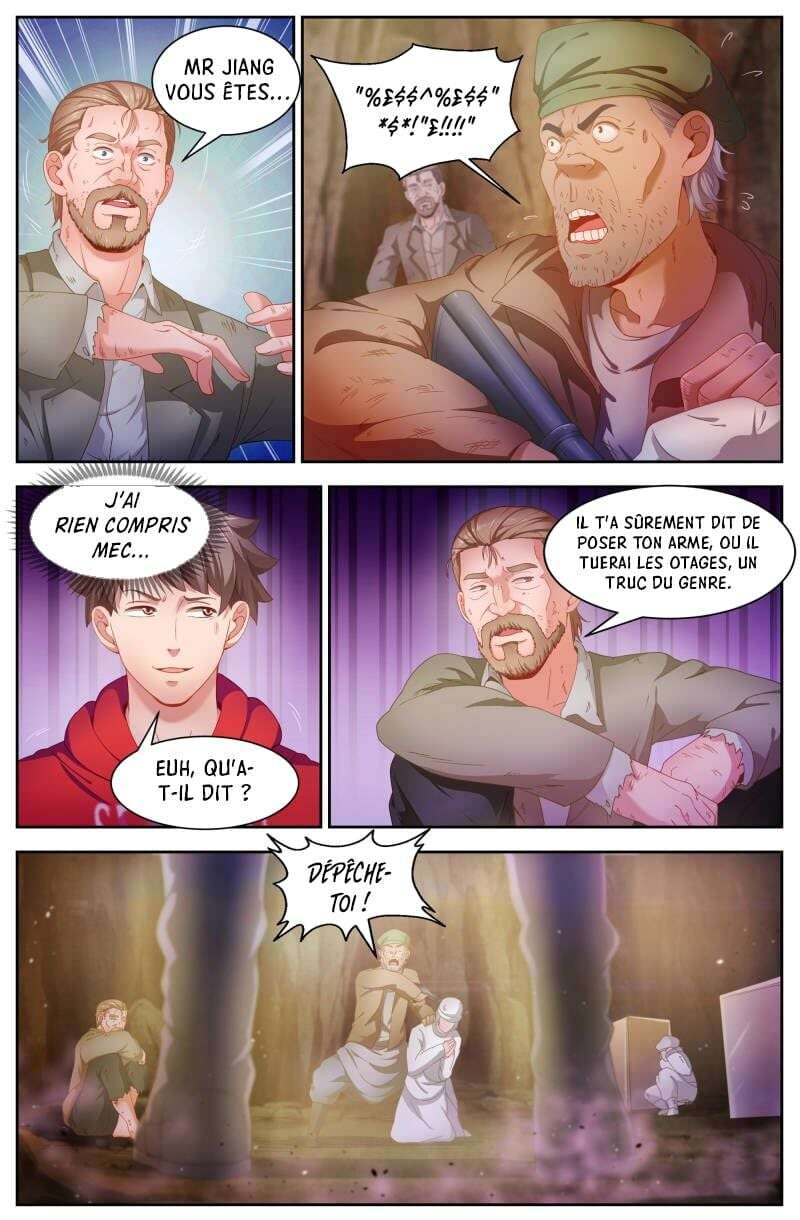 MR JIANG
VOUS ÊTES...
"%£$$^%£$$"
*$*!"£!!!!"
J'AI
RIEN COMPRIS
MEC...
EUH, QU'A-
T-IL DIT ?
IL T'A SÛREMENT DIT DE
POSER TON ARME, OU IL
TUERAI LES OTAGES, UN
TRUC DU GENRE.
DÉPÊCHE-
TOI !